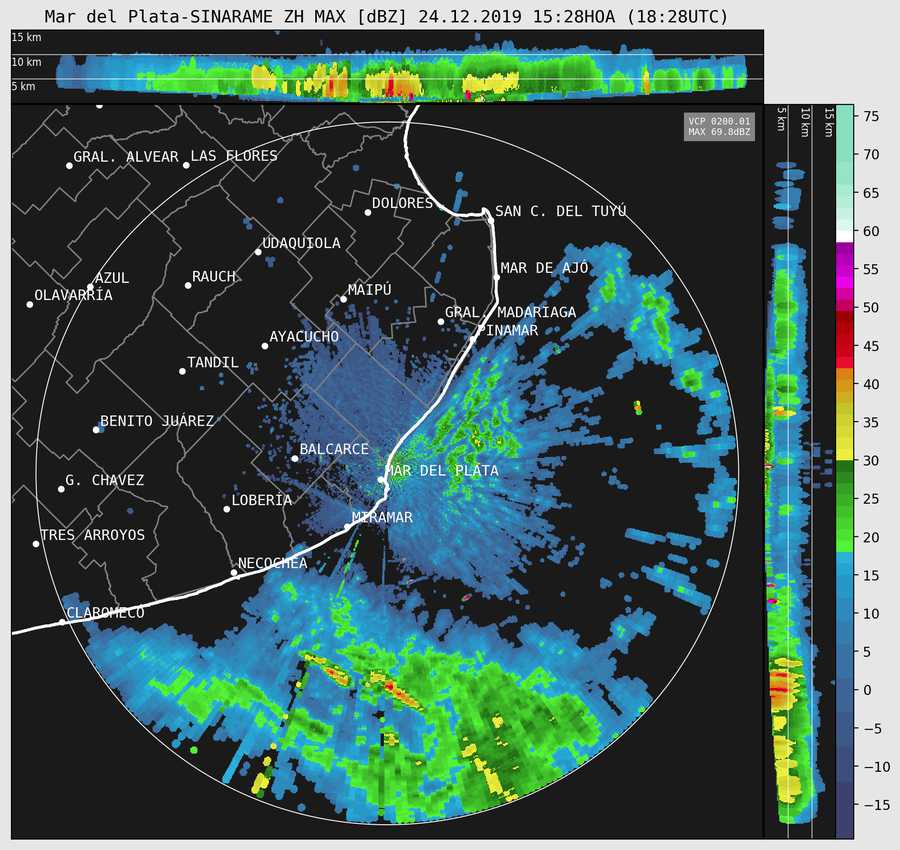 Mar del Plata-SINARAME ZH MAX [dBZ] 24.12.2019 15:28HOA (18:28UTC)
15 km
10 km
5 km
5 km
10 km
15 km
VCP 0200.01
MAX 69.8dBZ
GRAL. ALVEAR
LAS FLORES
DOLORES
SAN C. DEL TUYÚ
UDAQUIOLA
MAR DE AJÓ
AZUL
RAUCH
OLAVARRÍA
MAIPÚ
GRAL. MADARIAGA
PINAMAR
AYACUCHO
TANDIL
BENITO JUÁREZ
BALCARCE
MAR DEL PLATA
G. CHAVEZ
LOBERÍA
MIRAMAR
TRES ARROYOS
NECOCHEA
CLAROMECO
75
70
65
60
55
50
45
40
35
30
25
20
15
10
5
0
−5
−10
−15